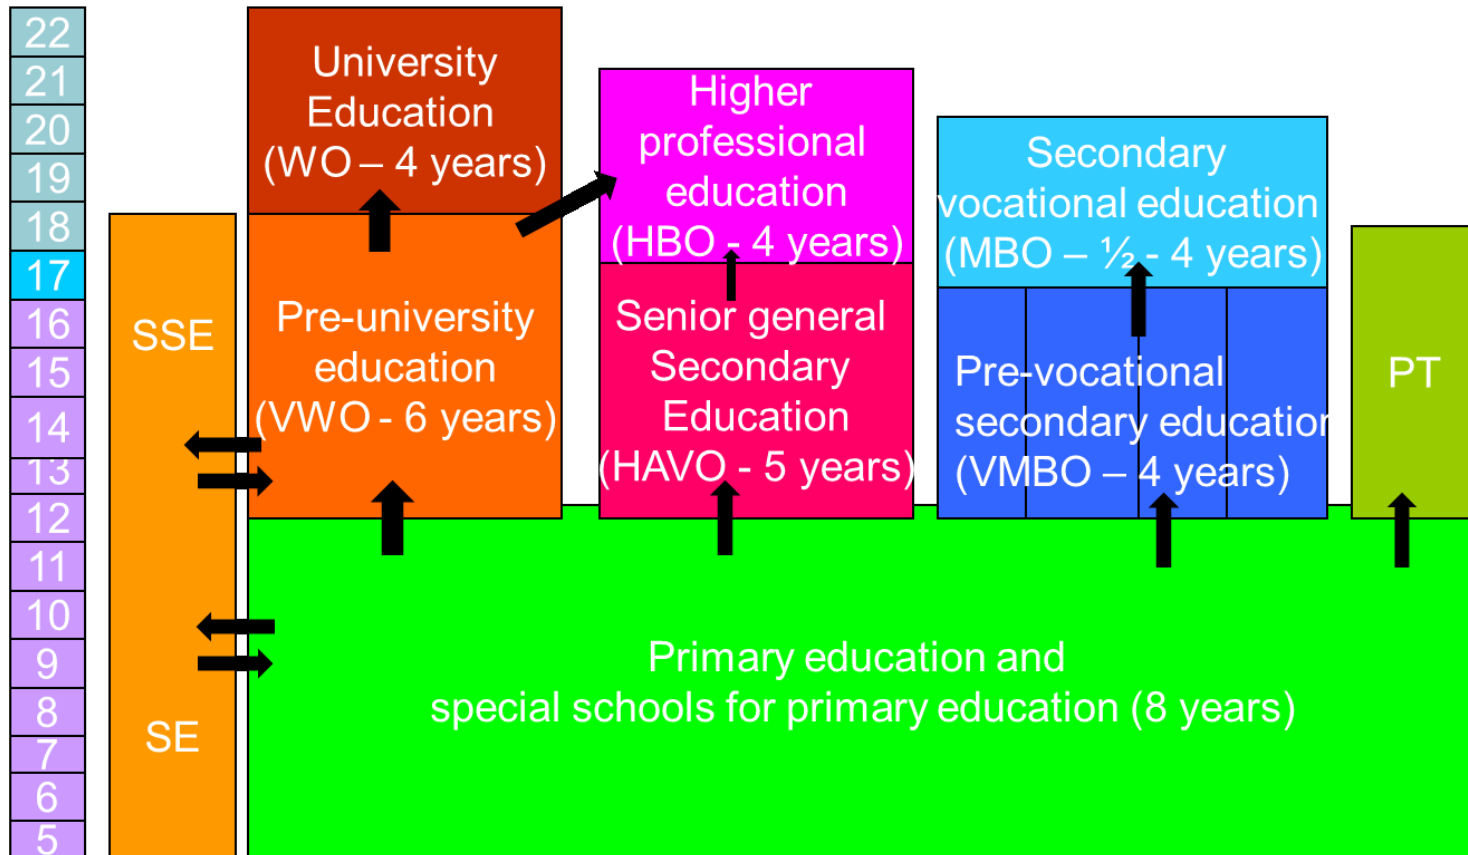 22
21
20
19
18
17
16
15
14
13
12
11
10
9
8
7
6
5
SSE
SE
University
Education
(WO – 4 years)
Pre-university
education
(VWO - 6 years)
Higher
professional
education
(HBO - 4 years)
Senior general
Secondary
Education
(HAVO - 5 years)
Secondary
vocational education
(MBO – ½ - 4 years)
Pre-vocational
secondary education
(VMBO – 4 years)
PT
Primary education and
special schools for primary education (8 years)